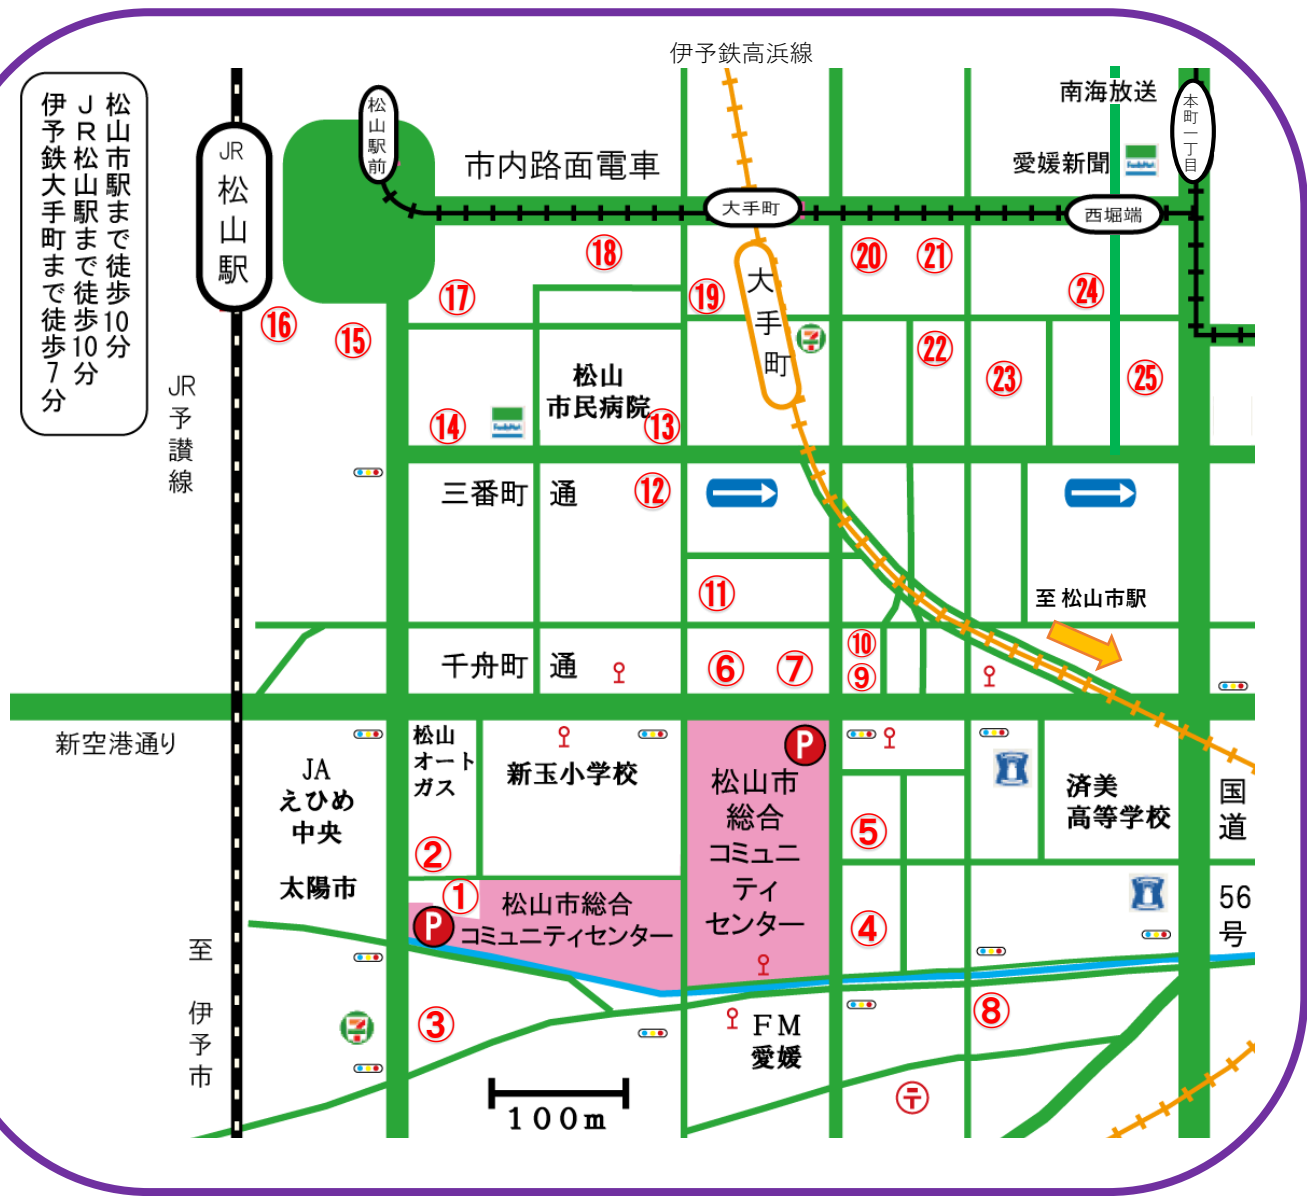 伊予鉄高浜線
松山市駅まで徒歩10分
JR松山駅まで徒歩10分
伊予鉄大手町まで徒歩7分
JR
松山駅
松山駅前
市内路面電車
大手町
南海放送
愛媛新聞
FamilyMart
本町一丁目
西堀端
大手町
⑱
⑳
㉑
⑰
⑲
㉔
⑯
⑮
㉒
㉓
㉕
JR予讃線
松山
市民病院
⑭
FamilyMart
⑬
三番町
通
⑫
⑪
至 松山市駅
千舟町
通
⑥
⑦
⑩
⑨
新空港通り
松山
オート
ガス
新玉小学校
P
松山市
総合
コミュニ
ティ
センター
JA
えひめ
中央
太陽市
済美
高等学校
国道
56
号
②
①
⑤
④
P
松山市総合
コミュニティセンター
至 伊予市
③
FM
愛媛
⑧
〒
100m